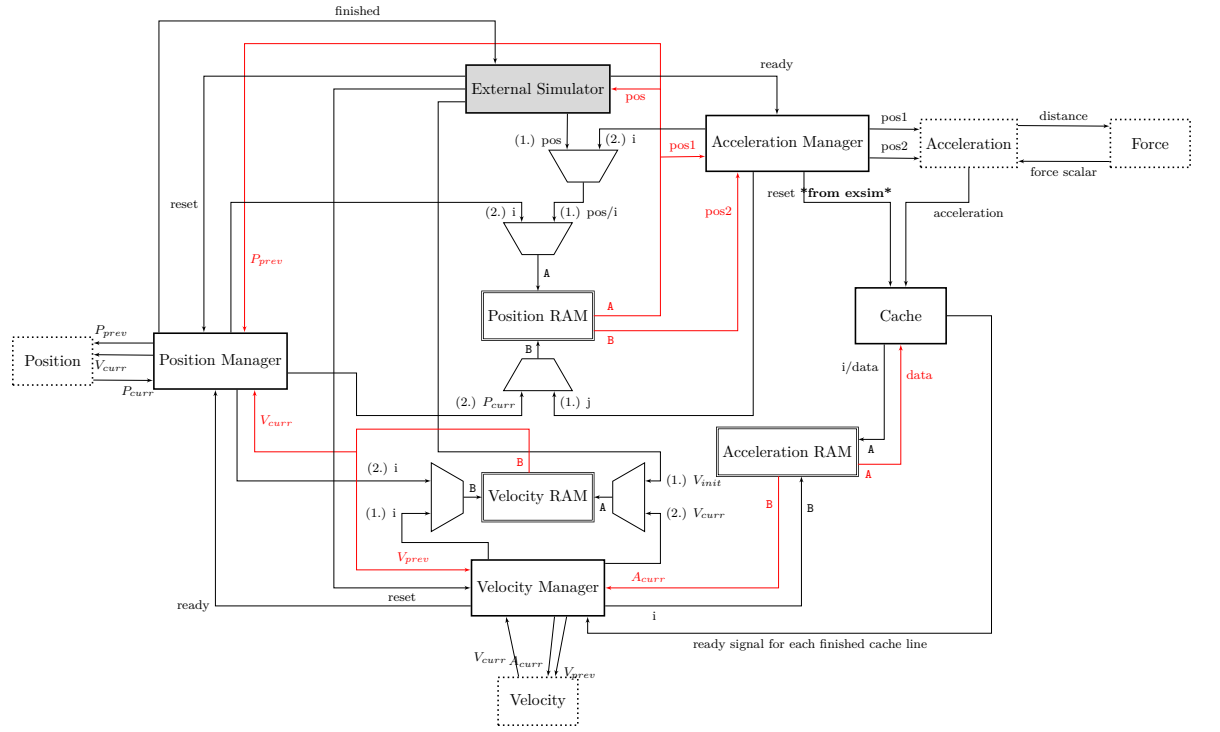 finished
ready
External Simulator
pos
(1.) pos
(2.) i
pos1
Acceleration Manager
pos1
pos2
Acceleration
distance
Force
force scalar
reset *from exsim*
acceleration
reset
(2.) i
(1.) pos/i
pos2
P_prev
A
Position RAM
A
B
Cache
P_prev
Position
V_curr
P_curr
Position Manager
B
i/data
data
(2.) P_curr
(1.) j
V_curr
Acceleration RAM
A
A
B
(2.) i
B
Velocity RAM
(1.) V_init
B
A
B
(1.) i
(2.) V_curr
V_prev
Velocity Manager
A_curr
ready
reset
i
ready signal for each finished cache line
V_curr
A_curr
V_prev
Velocity